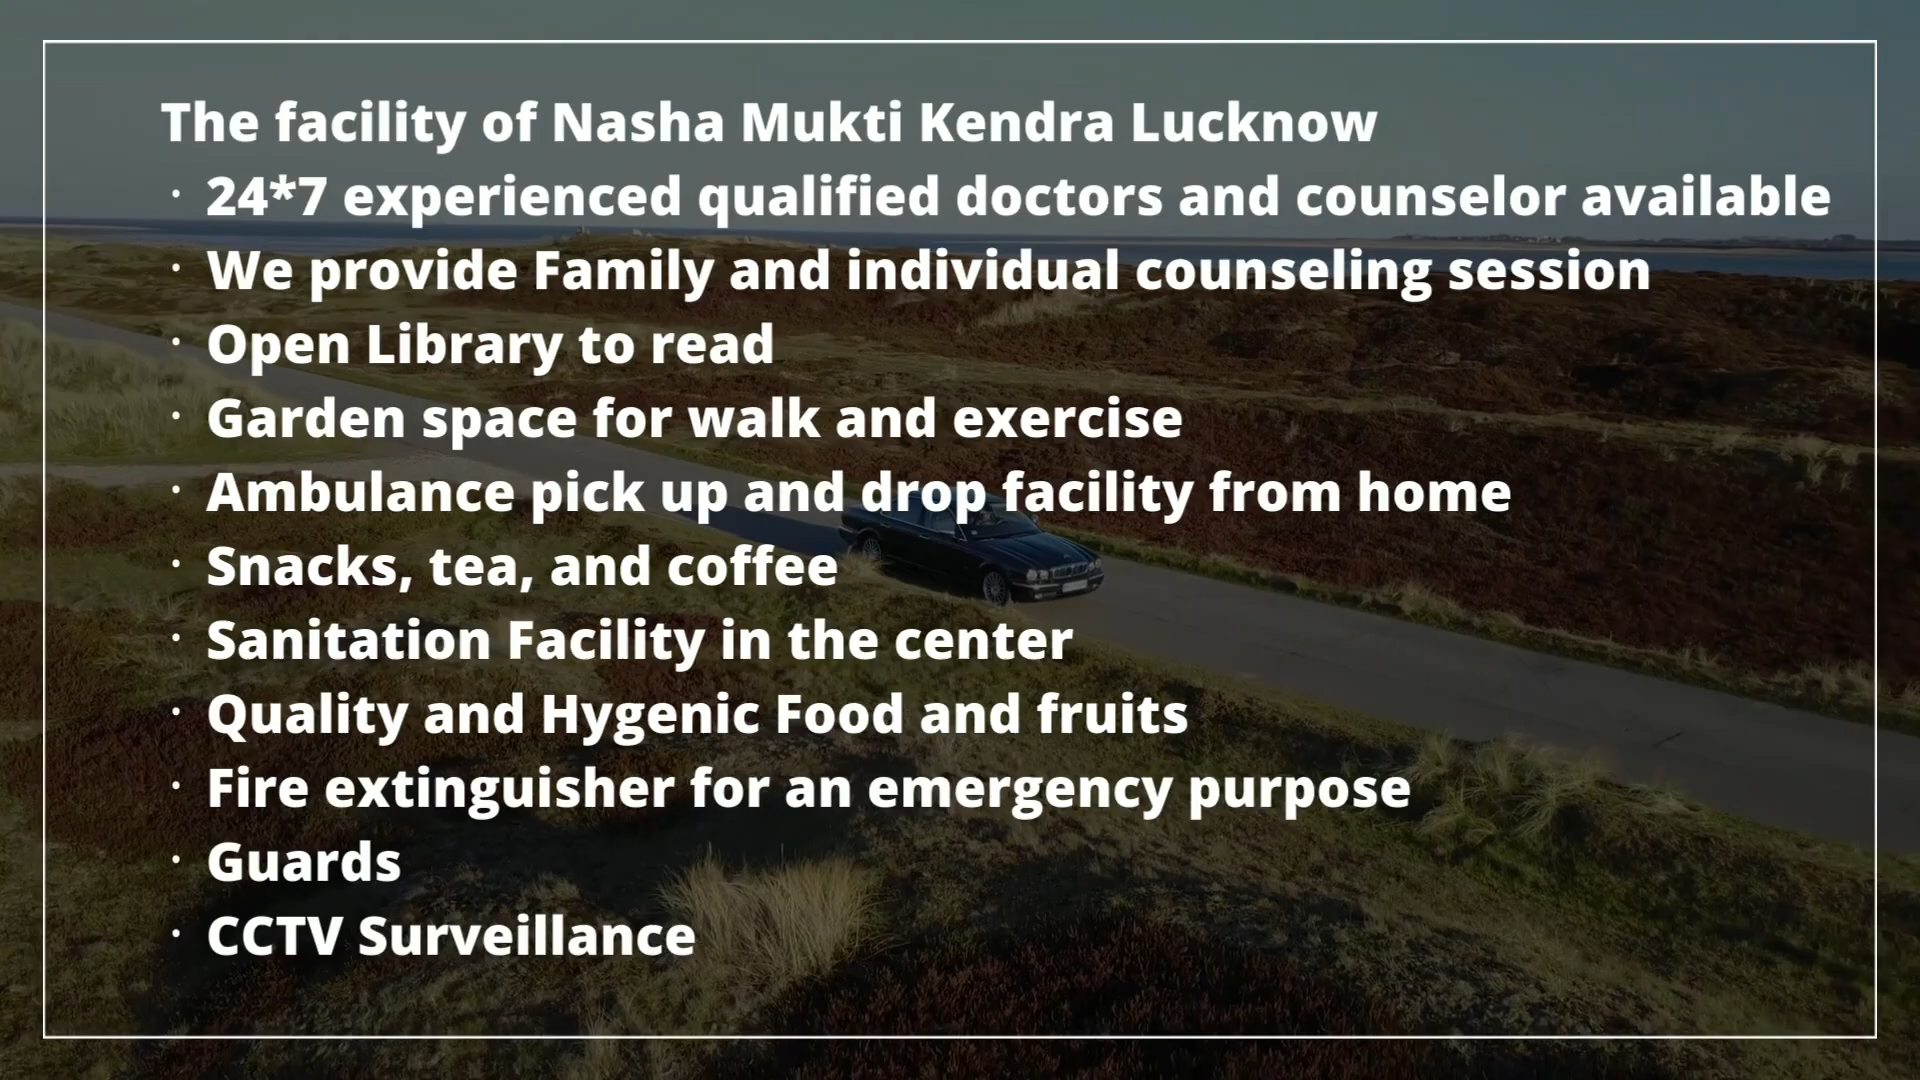 The facility of Nasha Mukti Kendra Lucknow
· 24*7 experienced qualified doctors and counselor available
· We provide Family and individual counseling session
· Open Library to read
· Garden space for walk and exercise
· Ambulance pick up and drop facility from home
· Snacks, tea, and coffee
· Sanitation Facility in the center
· Quality and Hygenic Food and fruits
· Fire extinguisher for an emergency purpose
· Guards
· CCTV Surveillance